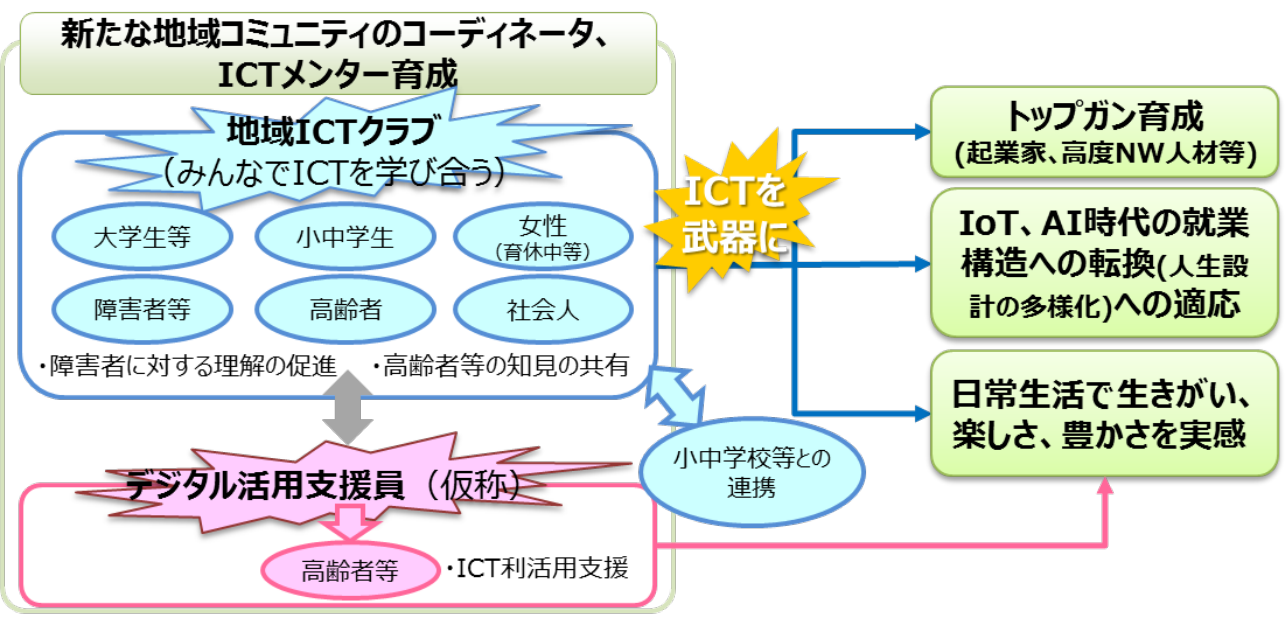 新たな地域コミュニティのコーディネータ、
ICTメンター育成
地域ICTクラブ
（みんなでICTを学び合う）
大学生等
小中学生
女性
（育休中等）
障害者等
高齢者
社会人
・障害者に対する理解の促進
・高齢者等の知見の共有
デジタル活用支援員（仮称）
高齢者等
・ICT利活用支援
小中学校等との
連携
ICTを
武器に
トップガン育成
(起業家、高度NW人材等)
IoT、AI時代の就業
構造への転換(人生設
計の多様化)への適応
日常生活で生きがい、
楽しさ、豊かさを実感